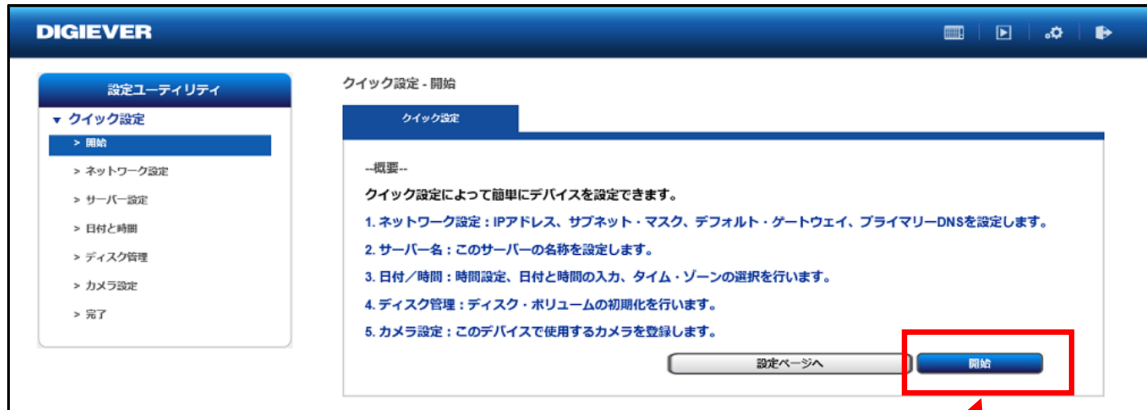 DIGIEVER
設定ユーティリティ
▼ クイック設定
> 開始
> ネットワーク設定
> サーバー設定
> 日付と時間
> ディスク管理
> カメラ設定
> 完了
クイック設定 - 開始
クイック設定
--概要--
クイック設定によって簡単にデバイスを設定できます。
1. ネットワーク設定：IPアドレス、サブネット・マスク、デフォルト・ゲートウェイ、プライマリーDNSを設定します。
2. サーバー名：このサーバーの名称を設定します。
3. 日付／時間：時間設定、日付と時間の入力、タイム・ゾーンの選択を行います。
4. ディスク管理：ディスク・ボリュームの初期化を行います。
5. カメラ設定：このデバイスで使用するカメラを登録します。
設定ページへ
開始